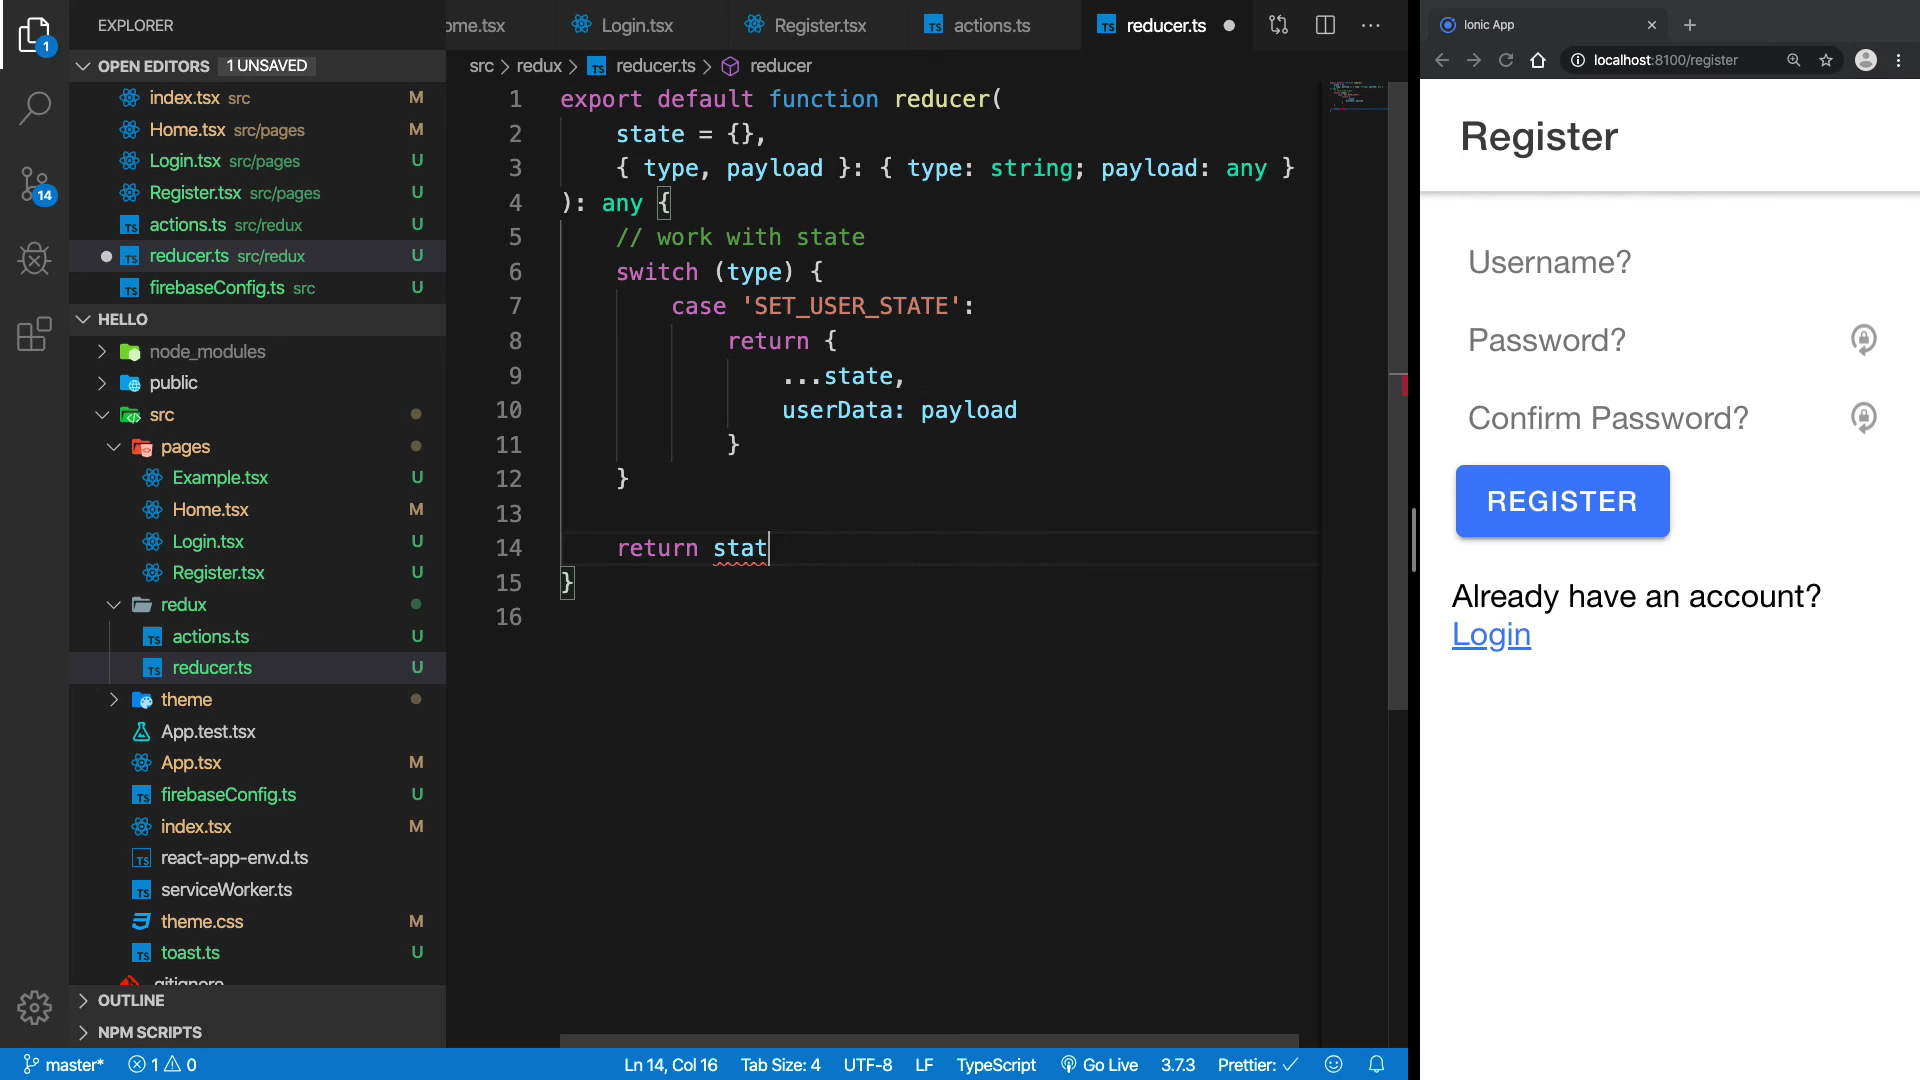 1
14
EXPLORER
OPEN EDITORS 1 UNSAVED
index.tsx src M
Home.tsx src/pages M
Login.tsx src/pages U
Register.tsx src/pages U
actions.ts src/redux U
reducer.ts src/redux U
firebaseConfig.ts src U
HELLO
node_modules
public
src
pages
Example.tsx U
Home.tsx M
Login.tsx U
Register.tsx U
redux
actions.ts U
reducer.ts U
theme
App.test.tsx
App.tsx M
firebaseConfig.ts U
index.tsx M
react-app-env.d.ts
serviceWorker.ts
theme.css M
toast.ts U
.gitignore
OUTLINE
NPM SCRIPTS
ome.tsx Login.tsx Register.tsx actions.ts reducer.ts
src > redux > reducer.ts > reducer
1 export default function reducer(
2 state = {},
3 { type, payload }: { type: string; payload: any }
4 ): any {
5 // work with state
6 switch (type) {
7 case 'SET_USER_STATE':
8 return {
9 ...state,
10 userData: payload
11 }
12 }
13
14 return stat
15 }
16
master* 1 0 Ln 14, Col 16 Tab Size: 4 UTF-8 LF TypeScript Go Live 3.7.3 Prettier: ✓
Ionic App
localhost:8100/register
Register
Username?
Password?
Confirm Password?
REGISTER
Already have an account?
Login